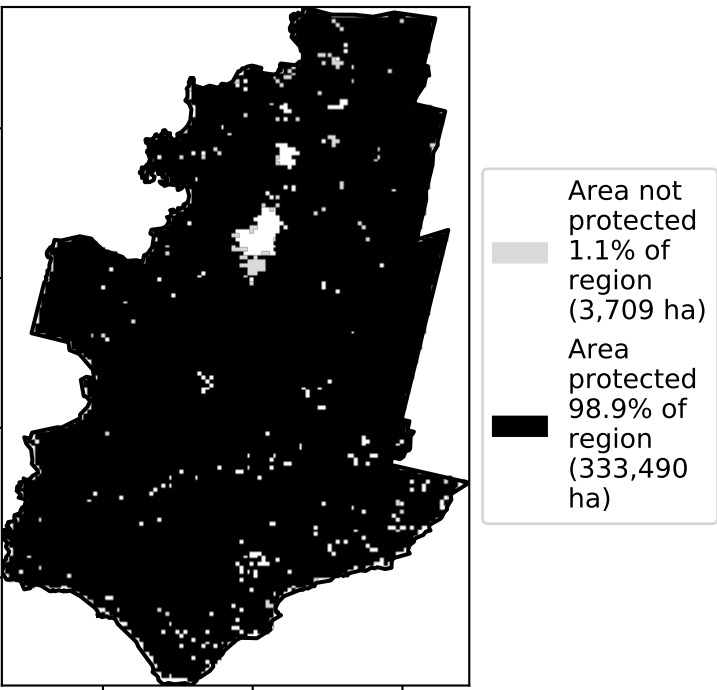 Area not
protected
1.1% of
region
(3,709 ha)
Area
protected
98.9% of
region
(333,490
ha)